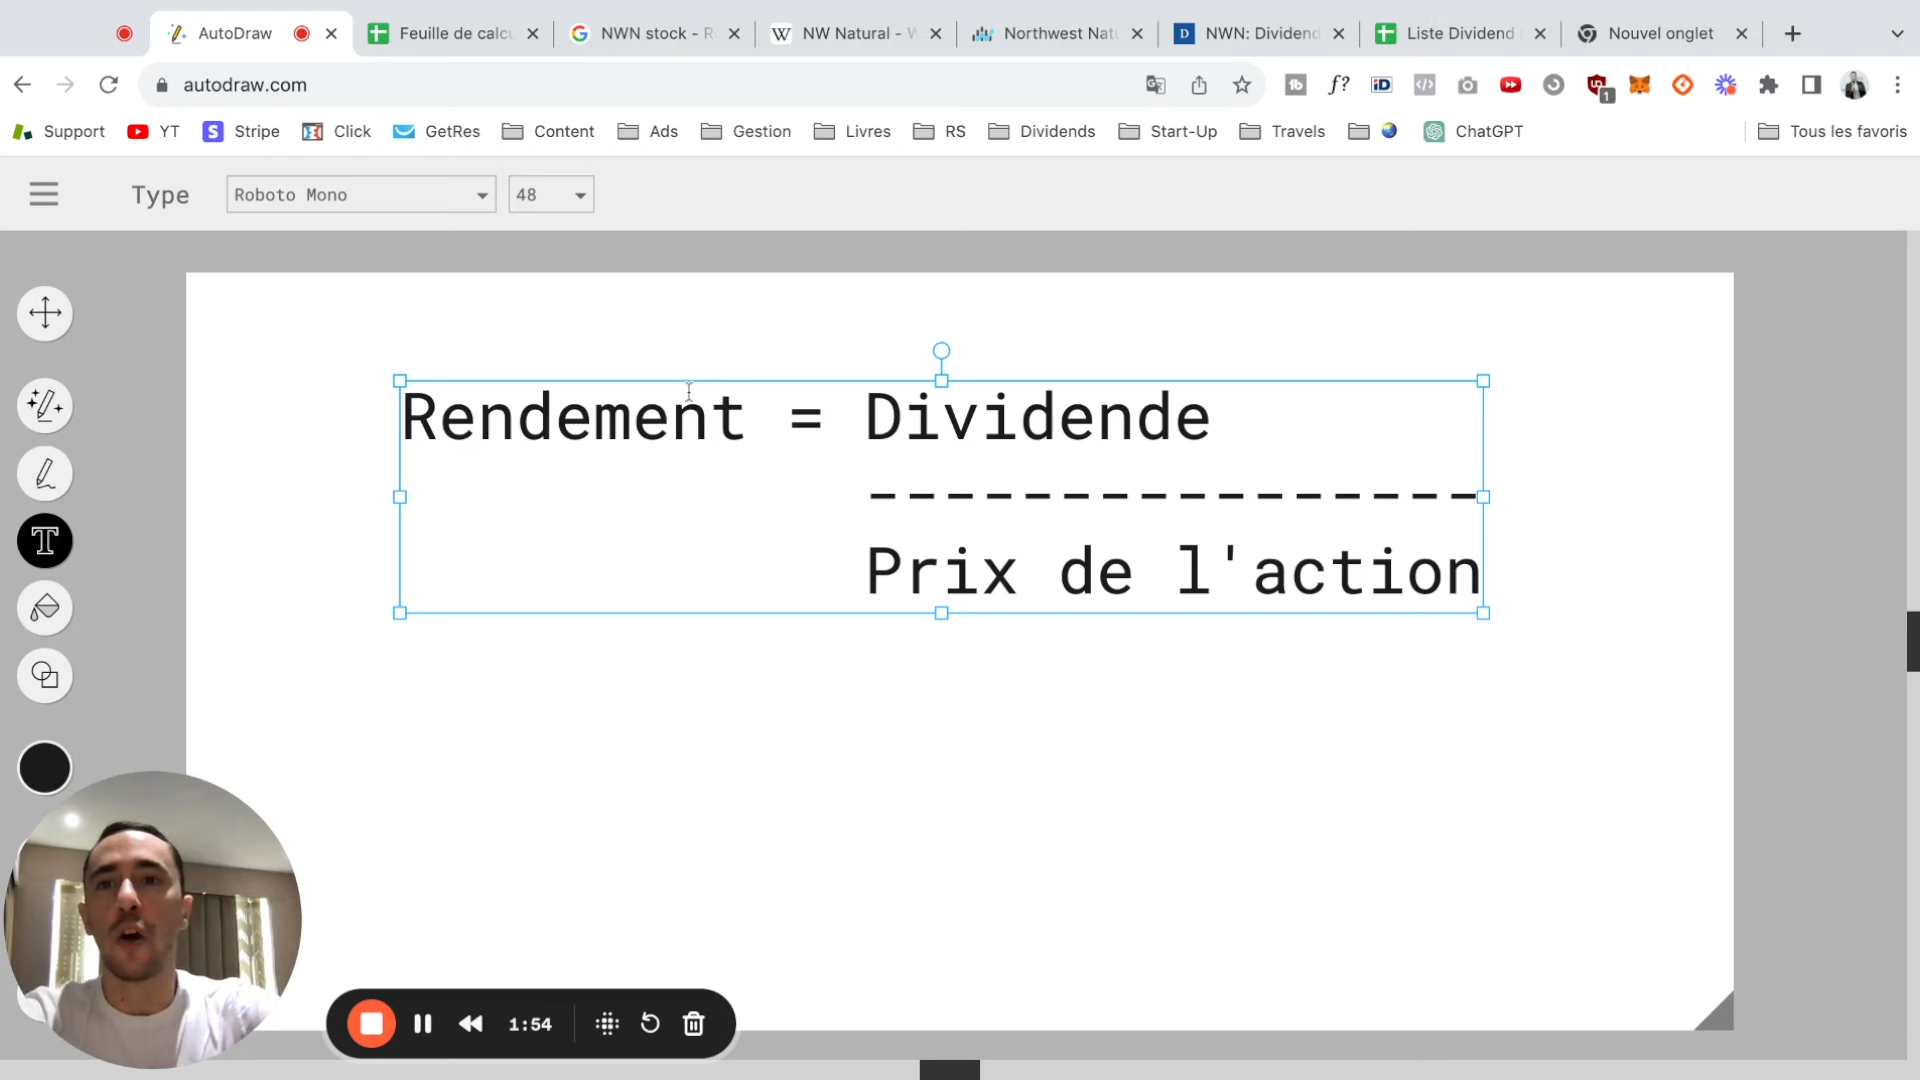 AutoDraw
Feuille de calcu
NWN stock - R
NW Natural - W
Northwest Natu
NWN: Dividend
Liste Dividend
Nouvel onglet
autodraw.com
1
Support
YT
Stripe
Click
GetRes
Content
Ads
Gestion
Livres
RS
Dividends
Start-Up
Travels
ChatGPT
Tous les favoris
Type
Roboto Mono
48
Rendement = Dividende
----------------
Prix de l'action
1:54